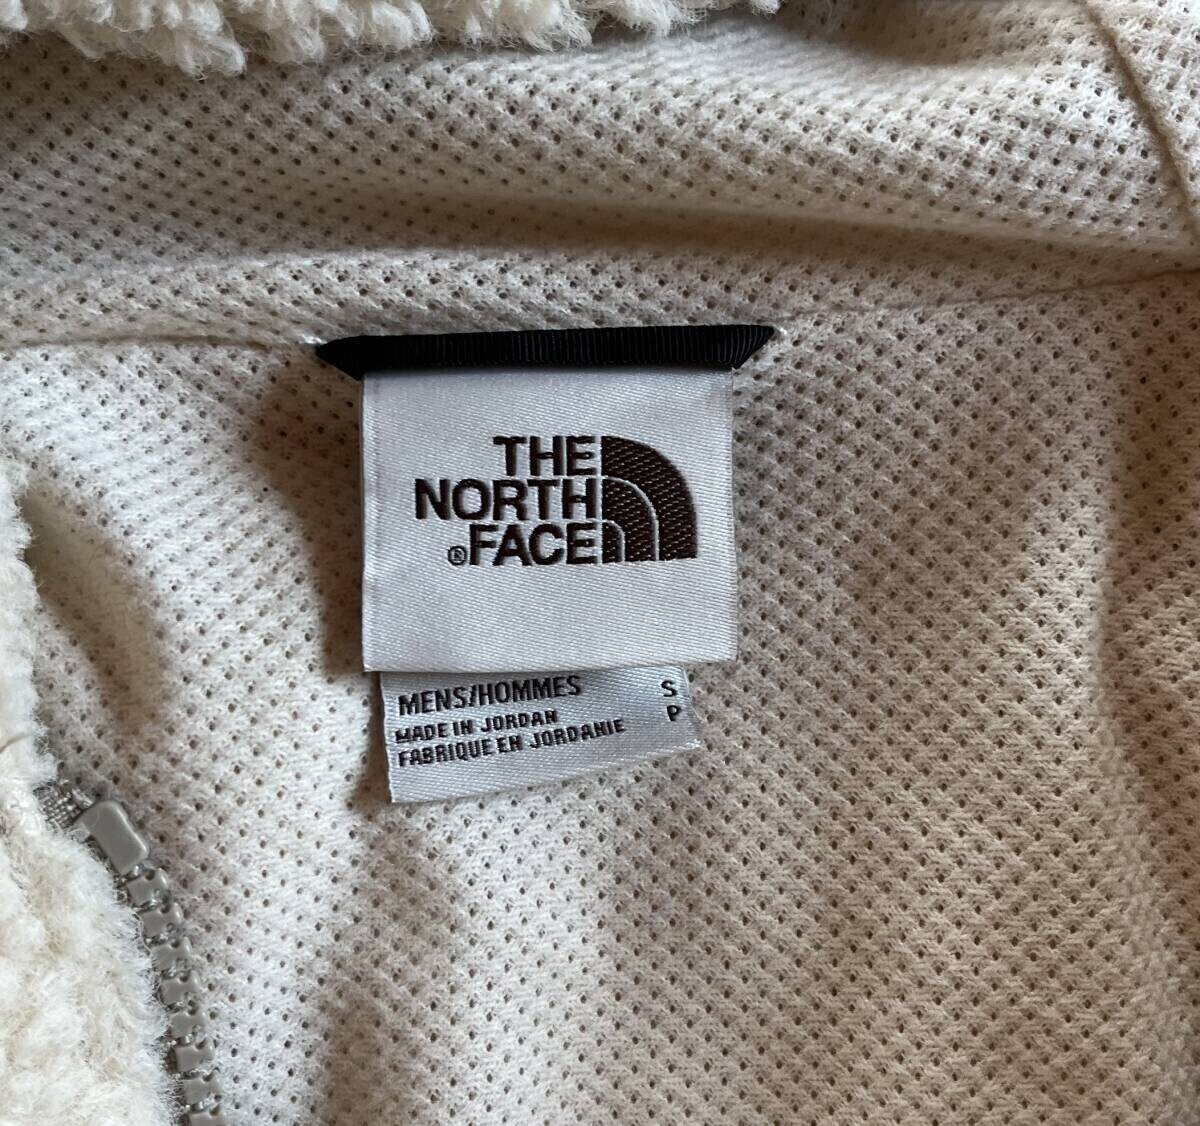 THE
NORTH
®FACE
MENS/HOMMES S
MADE IN JORDAN P
FABRIQUE EN JORDANIE